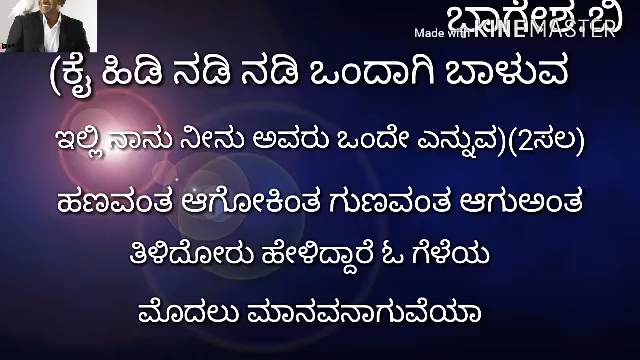 ಬಾಗೇಶ.ಬಿ
Made with KINEMASTER
(ಕೈ ಹಿಡಿ ನಡಿ ನಡಿ ಒಂದಾಗಿ ಬಾಳುವ
ಇಲ್ಲಿ ನಾನು ನೀನು ಅವರು ಒಂದೇ ಎನ್ನುವ)(2ಸಲ)
ಹಣವಂತ ಆಗೋಕಿಂತ ಗುಣವಂತ ಆಗುಅಂತ
ತಿಳಿದೋರು ಹೇಳಿದ್ದಾರೆ ಓ ಗೆಳೆಯ
ಮೊದಲು ಮಾನವನಾಗುವೆಯಾ